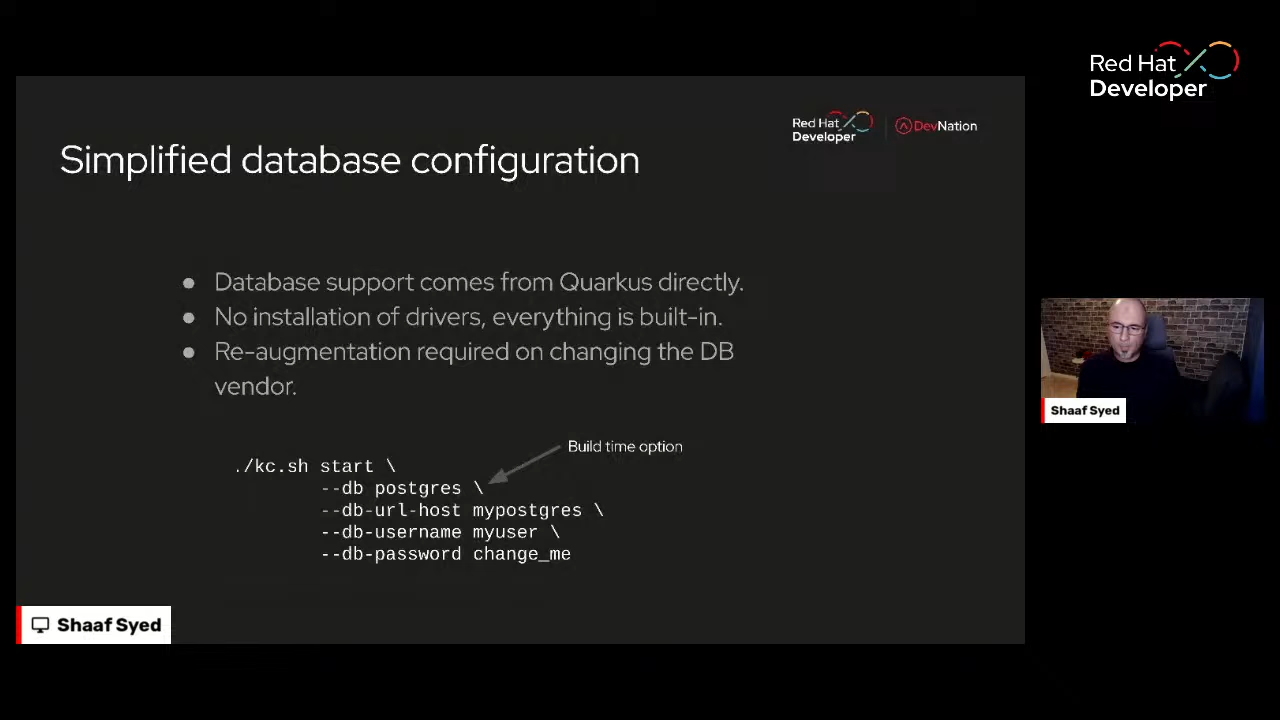 Red Hat
Developer
Red Hat
Developer
DevNation
Simplified database configuration
● Database support comes from Quarkus directly.
● No installation of drivers, everything is built-in.
● Re-augmentation required on changing the DB
vendor.
Build time option
./kc.sh start \
--db postgres \
--db-url-host mypostgres \
--db-username myuser \
--db-password change_me
Shaaf Syed
Shaaf Syed